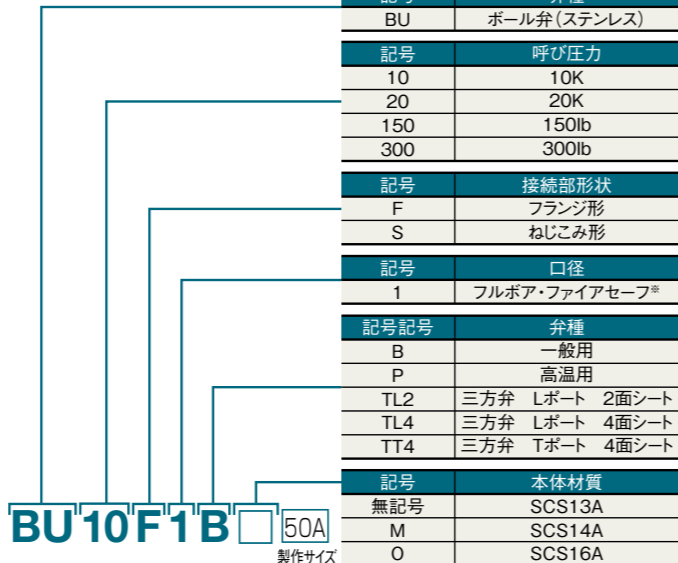 BU ボール弁(ステンレス)
記号 呼び圧力
10 10K
20 20K
150 150lb
300 300lb
記号 接続部形状
F フランジ形
S ねじこみ形
記号 口径
1 フルボア・ファイアセーフ※
記号記号 弁種
B 一般用
P 高温用
TL2 三方弁 Lポート 2面シート
TL4 三方弁 Lポート 4面シート
TT4 三方弁 Tポート 4面シート
記号 本体材質
無記号 SCS13A
M SCS14A
O SCS16A
BU 10 F 1 B □ 50A
製作サイズ